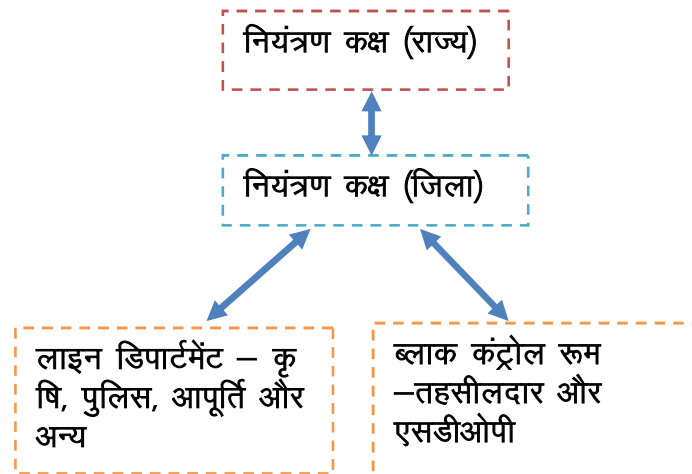 नियंत्रण कक्ष (राज्य)
नियंत्रण कक्ष (जिला)
लाइन डिपार्टमेंट – कृ
षि, पुलिस, आपूर्ति और
अन्य
ब्लाक कंट्रोल रूम
–तहसीलदार और
एसडीओपी